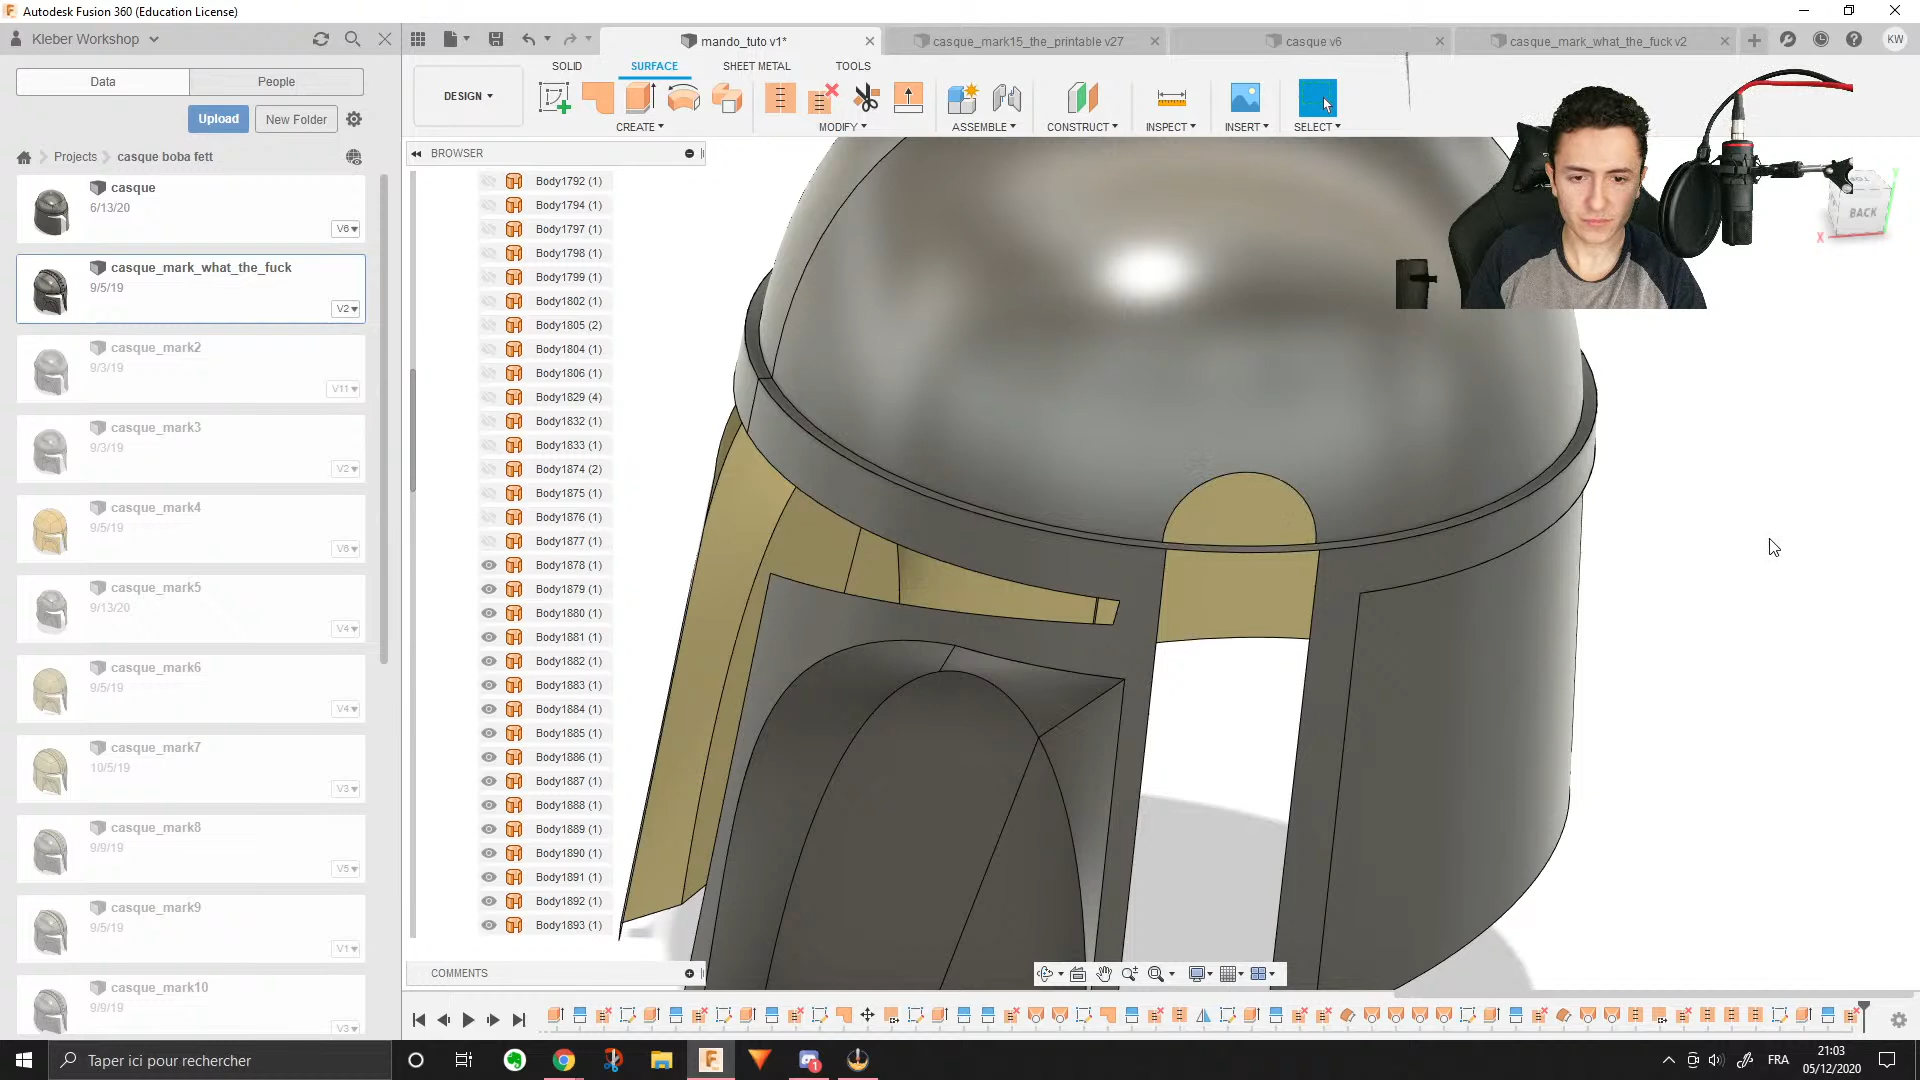 Autodesk Fusion 360 (Education License)
Kleber Workshop
mando_tuto v1*
casque_mark15_the_printable v27
casque v6
casque_mark_what_the_fuck v2
KW
Data
People
Upload
New Folder
Projects
casque boba fett
casque
6/13/20
V6
casque_mark_what_the_fuck
9/5/19
V2
casque_mark2
9/3/19
V11
casque_mark3
9/3/19
V2
casque_mark4
9/5/19
V6
casque_mark5
9/13/20
V4
casque_mark6
9/5/19
V4
casque_mark7
10/5/19
V3
casque_mark8
9/9/19
V5
casque_mark9
9/5/19
V1
casque_mark10
9/9/19
V3
SOLID
SURFACE
SHEET METAL
TOOLS
DESIGN
CREATE
MODIFY
ASSEMBLE
CONSTRUCT
INSPECT
INSERT
SELECT
BROWSER
Body1792 (1)
Body1794 (1)
Body1797 (1)
Body1798 (1)
Body1799 (1)
Body1802 (1)
Body1805 (2)
Body1804 (1)
Body1806 (1)
Body1829 (4)
Body1832 (1)
Body1833 (1)
Body1874 (2)
Body1875 (1)
Body1876 (1)
Body1877 (1)
Body1878 (1)
Body1879 (1)
Body1880 (1)
Body1881 (1)
Body1882 (1)
Body1883 (1)
Body1884 (1)
Body1885 (1)
Body1886 (1)
Body1887 (1)
Body1888 (1)
Body1889 (1)
Body1890 (1)
Body1891 (1)
Body1892 (1)
Body1893 (1)
TOP
BACK
X
Y
COMMENTS
Taper ici pour rechercher
1
FRA
21:03
05/12/2020